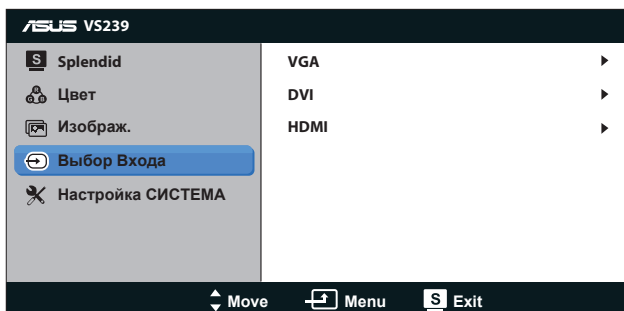 ASUS VS239
S Splendid
Цвет
Изображ.
Выбор Входа
Настройка СИСТЕМА
VGA
DVI
HDMI
Move Menu S Exit